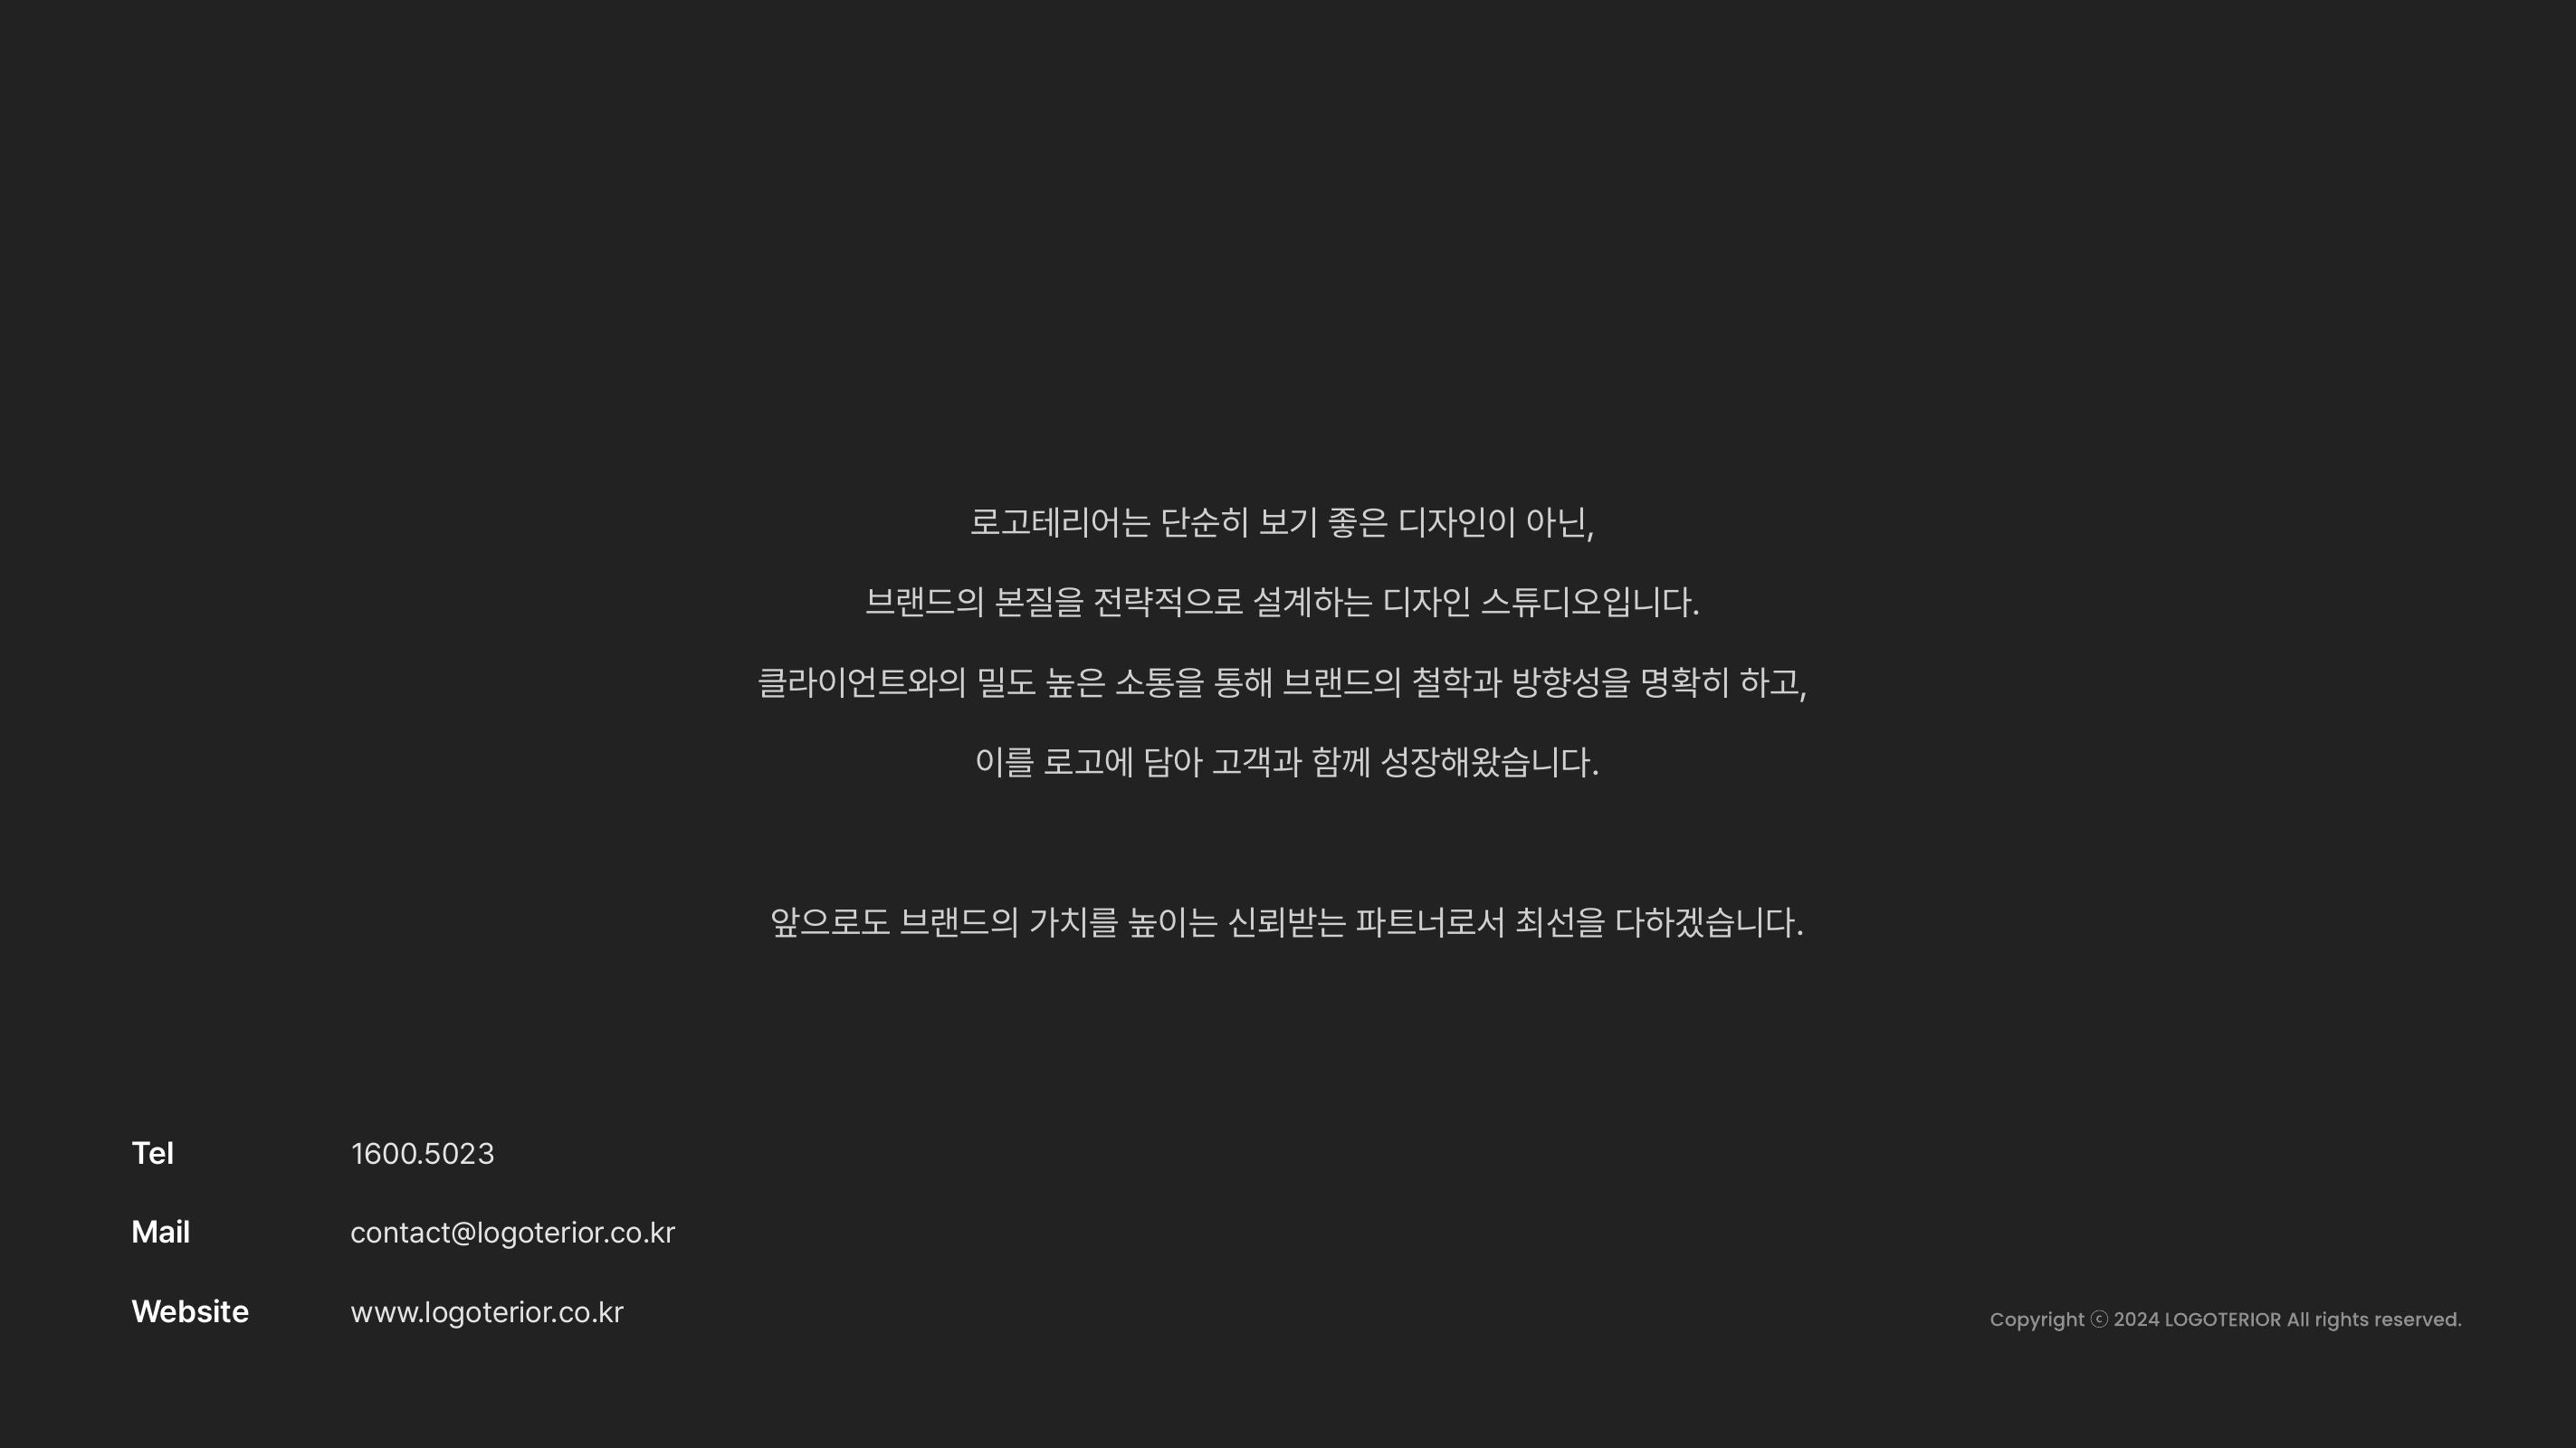 로고테리어는 단순히 보기 좋은 디자인이 아닌,
브랜드의 본질을 전략적으로 설계하는 디자인 스튜디오입니다.
클라이언트와의 밀도 높은 소통을 통해 브랜드의 철학과 방향성을 명확히 하고,
이를 로고에 담아 고객과 함께 성장해왔습니다.
앞으로도 브랜드의 가치를 높이는 신뢰받는 파트너로서 최선을 다하겠습니다.
Tel 1600.5023
Mail contact@logoterior.co.kr
Website www.logoterior.co.kr
Copyright ⓒ 2024 LOGOTERIOR All rights reserved.